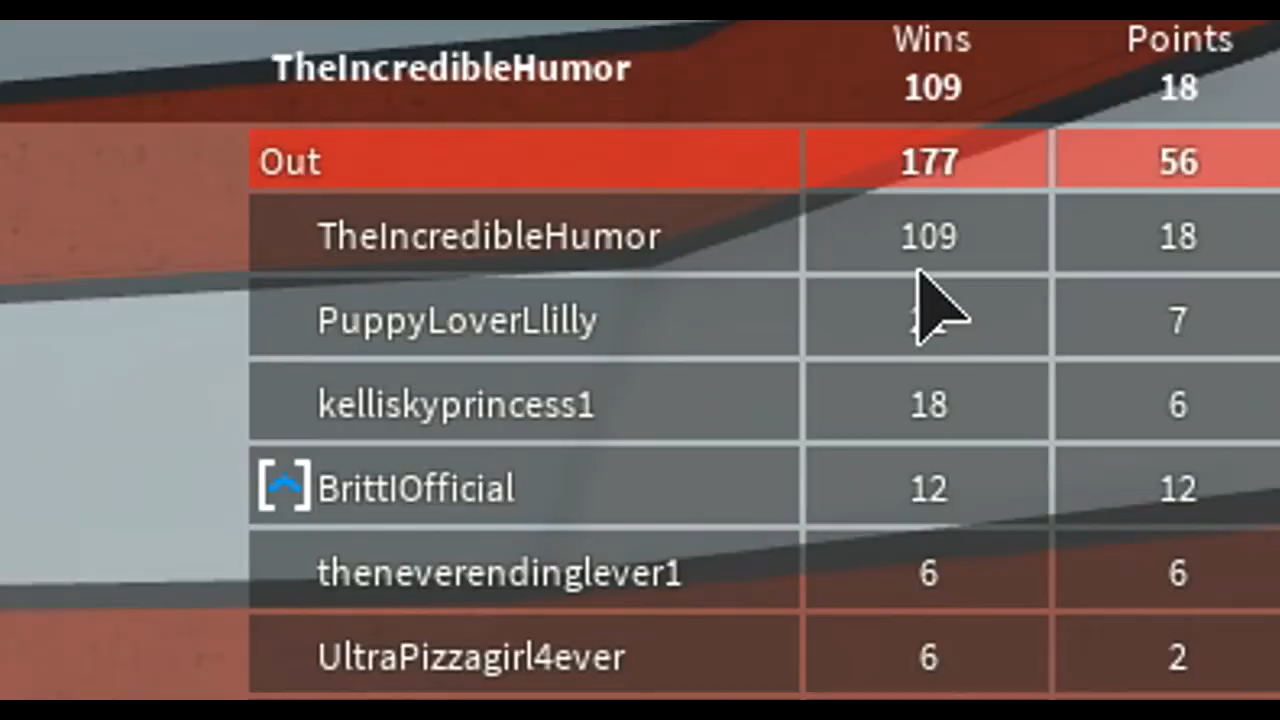 Wins Points
TheIncredibleHumor 109 18
Out 177 56
TheIncredibleHumor 109 18
PuppyLoverLlilly 7
kelliskyprincess1 18 6
BrittIOfficial 12 12
theneverendinglever1 6 6
UltraPizzagirl4ever 6 2